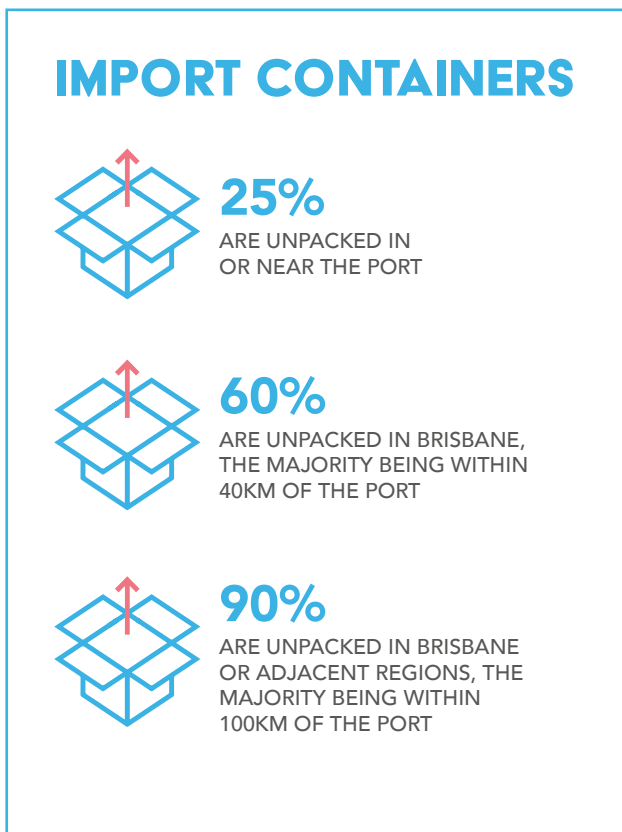 IMPORT CONTAINERS
25%
ARE UNPACKED IN
OR NEAR THE PORT
60%
ARE UNPACKED IN BRISBANE,
THE MAJORITY BEING WITHIN
40KM OF THE PORT
90%
ARE UNPACKED IN BRISBANE
OR ADJACENT REGIONS, THE
MAJORITY BEING WITHIN
100KM OF THE PORT